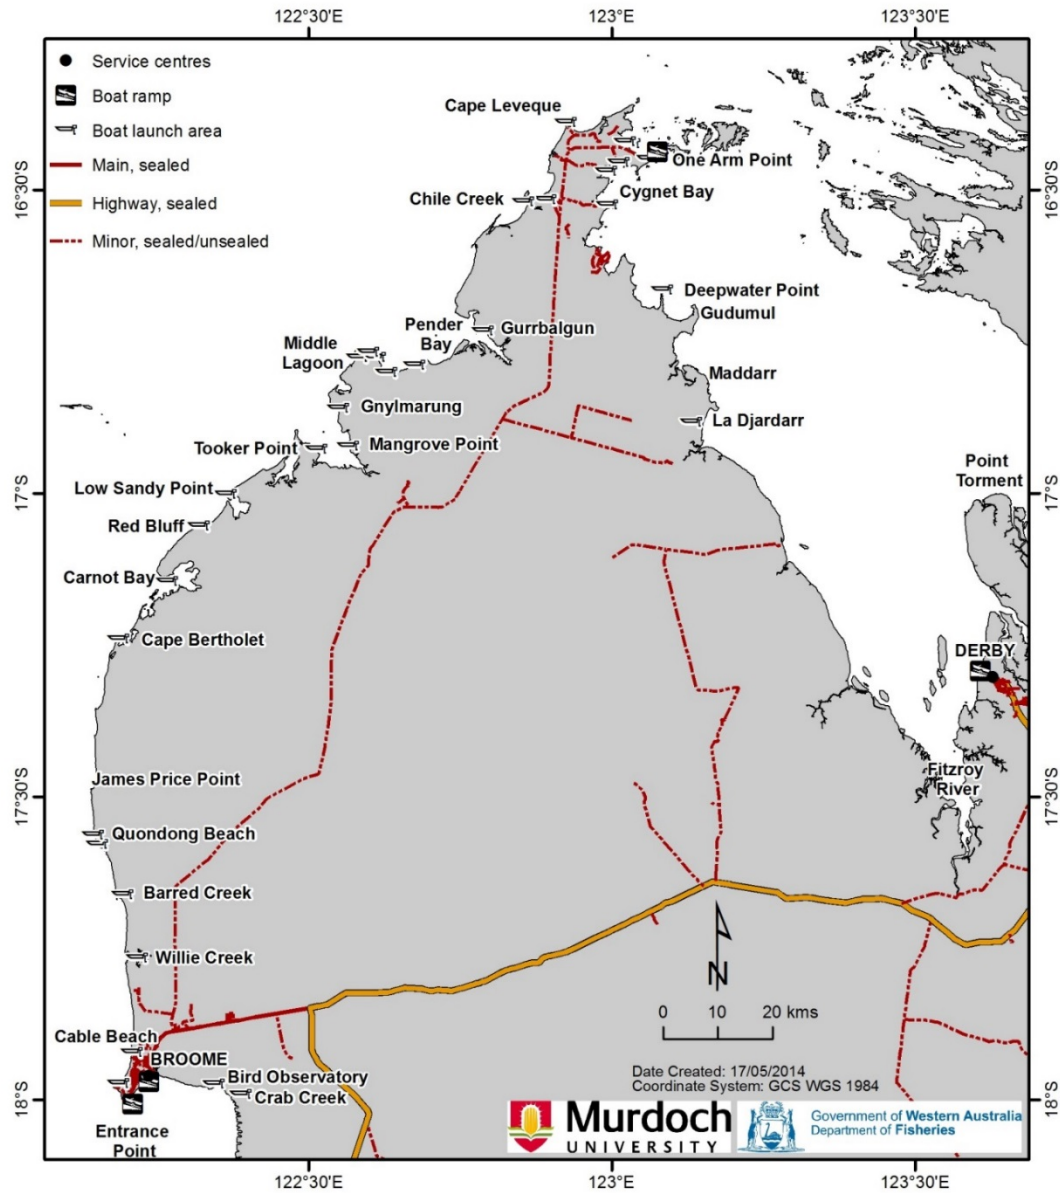 122°30'E
123°E
123°30'E
Service centres
Boat ramp
Boat launch area
Main, sealed
Highway, sealed
Minor, sealed/unsealed
Cape Leveque
One Arm Point
Cygnet Bay
Chile Creek
16°30'S
16°30'S
Deepwater Point
Gudumul
Pender
Bay
Gurrbalgun
Middle
Lagoon
Maddarr
Gnylmarung
La Djardarr
Tooker Point
Mangrove Point
Point
Torment
Low Sandy Point
17°S
17°S
Red Bluff
Carnot Bay
Cape Bertholet
DERBY
James Price Point
Fitzroy
River
17°30'S
17°30'S
Quondong Beach
Barred Creek
Willie Creek
N
0 10 20 kms
Cable Beach
BROOME
Bird Observatory
Crab Creek
Date Created: 17/05/2014
Coordinate System: GCS WGS 1984
18°S
18°S
Entrance
Point
Murdoch
UNIVERSITY
Government of Western Australia
Department of Fisheries
122°30'E
123°E
123°30'E